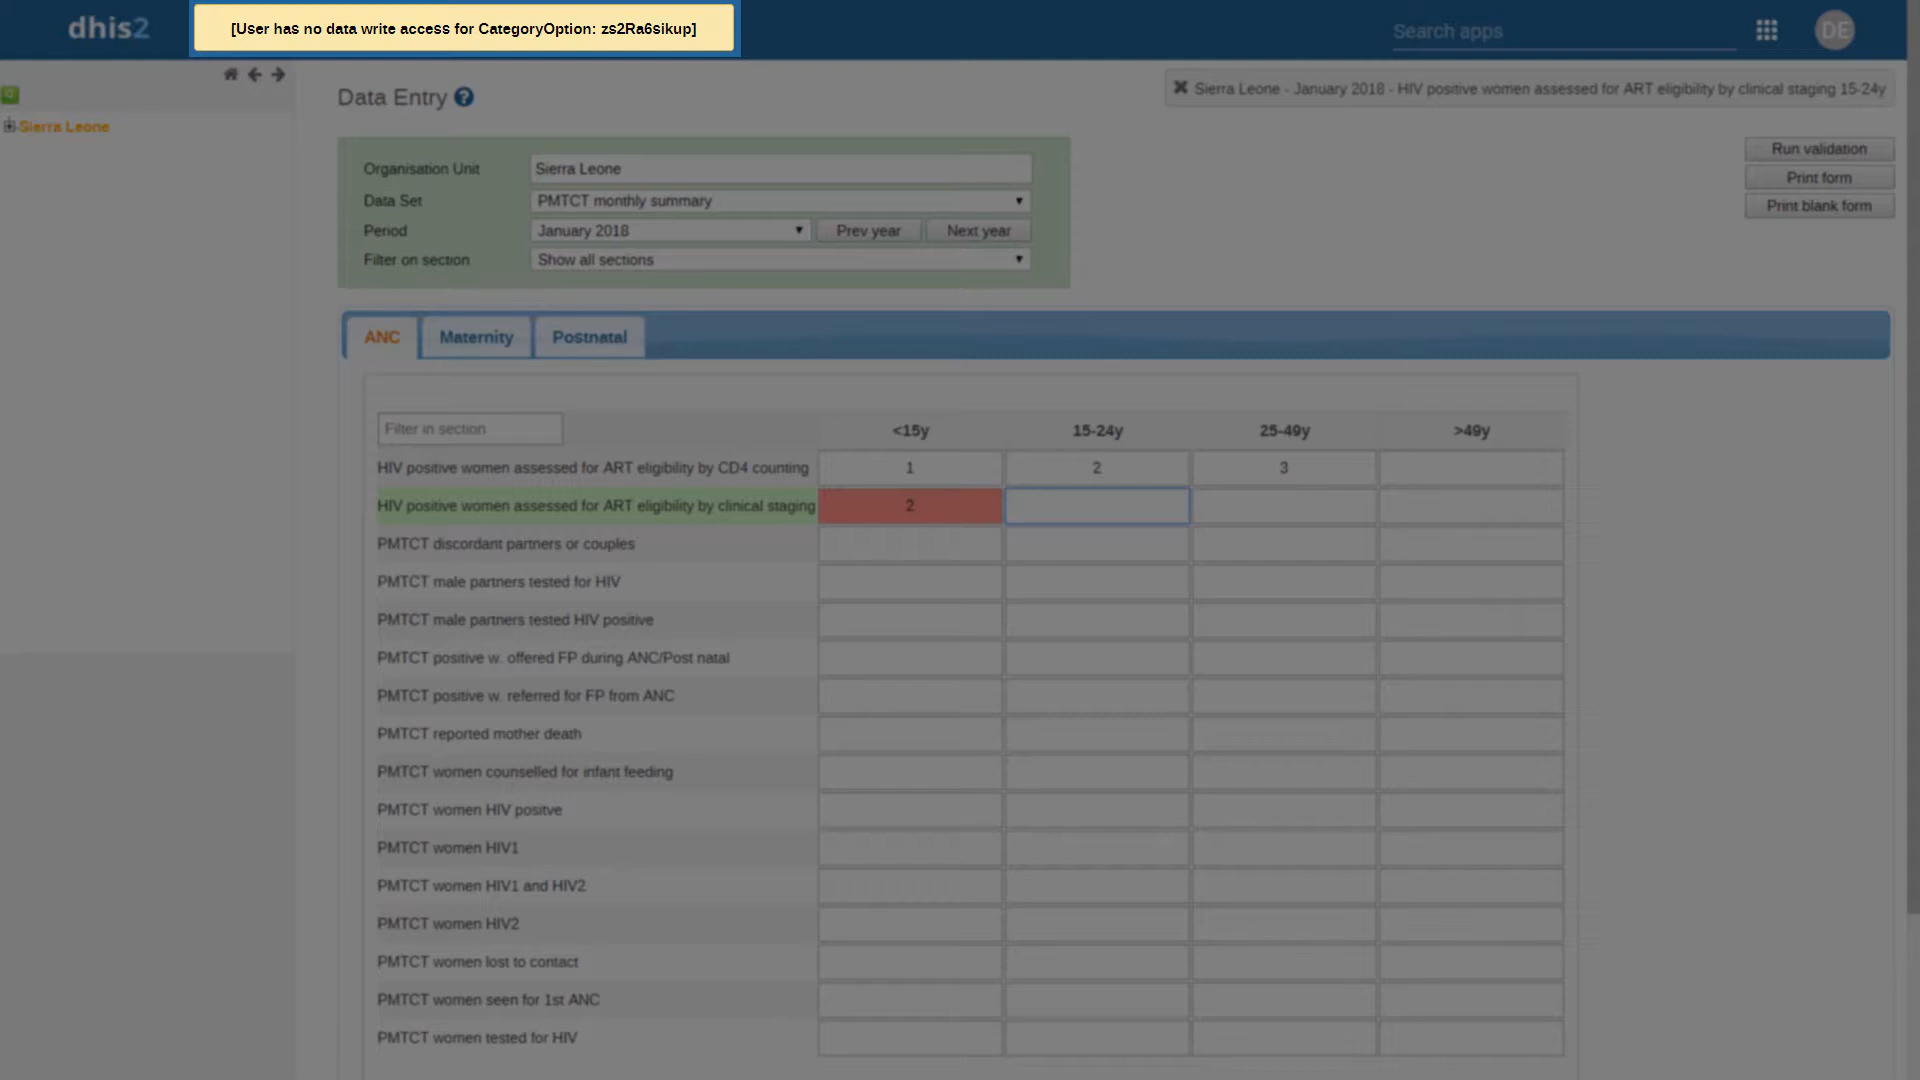 dhis2
[User has no data write access for CategoryOption: zs2Ra6sikup]
Search apps
DE
Sierra Leone
Data Entry ?
Sierra Leone - January 2018 - HIV positive women assessed for ART eligibility by clinical staging 15-24y
Organisation Unit Sierra Leone
Data Set PMTCT monthly summary
Period January 2018 Prev year Next year
Filter on section Show all sections
Run validation
Print form
Print blank form
ANC Maternity Postnatal
Filter in section <15y 15-24y 25-49y >49y
HIV positive women assessed for ART eligibility by CD4 counting 1 2 3
HIV positive women assessed for ART eligibility by clinical staging 2
PMTCT discordant partners or couples
PMTCT male partners tested for HIV
PMTCT male partners tested HIV positive
PMTCT positive w. offered FP during ANC/Post natal
PMTCT positive w. referred for FP from ANC
PMTCT reported mother death
PMTCT women counselled for infant feeding
PMTCT women HIV positve
PMTCT women HIV1
PMTCT women HIV1 and HIV2
PMTCT women HIV2
PMTCT women lost to contact
PMTCT women seen for 1st ANC
PMTCT women tested for HIV